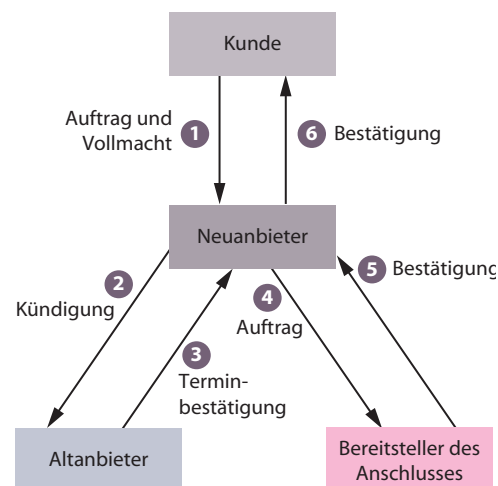 Kunde
Auftrag und
Vollmacht
1
6
Bestätigung
Neuanbieter
2
Kündigung
3
Termin-
bestätigung
4
Auftrag
5
Bestätigung
Altanbieter
Bereitsteller des
Anschlusses